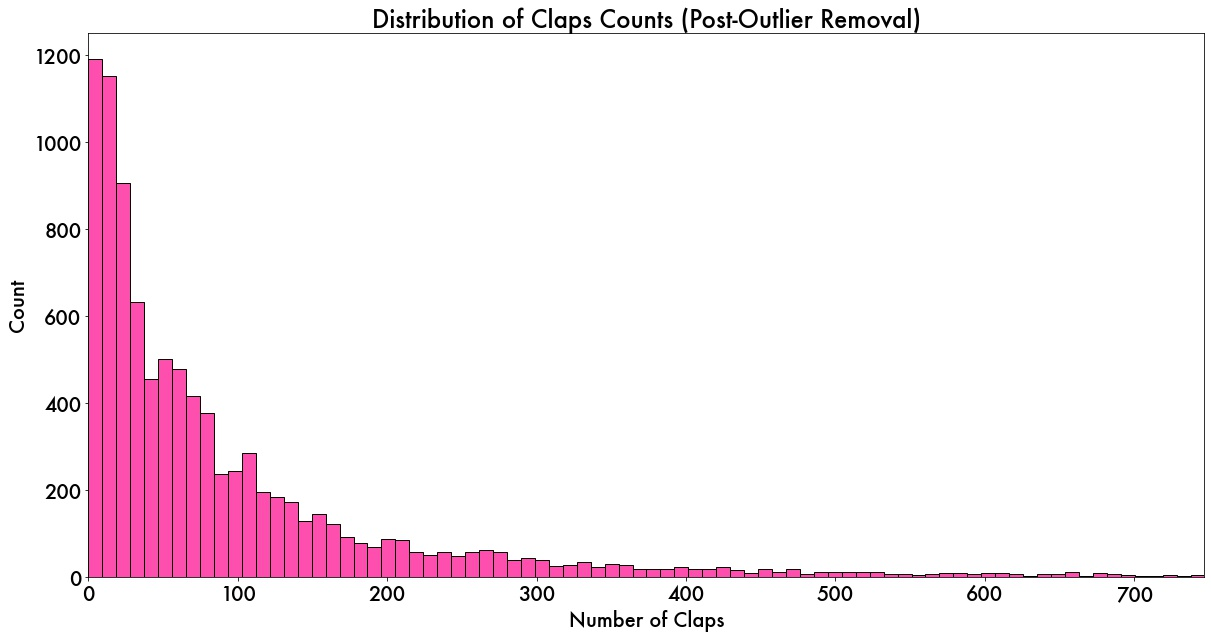 Distribution of Claps Counts (Post-Outlier Removal)
1200
1000
800
600
400
200
0
Count
0 100 200 300 400 500 600 700
Number of Claps